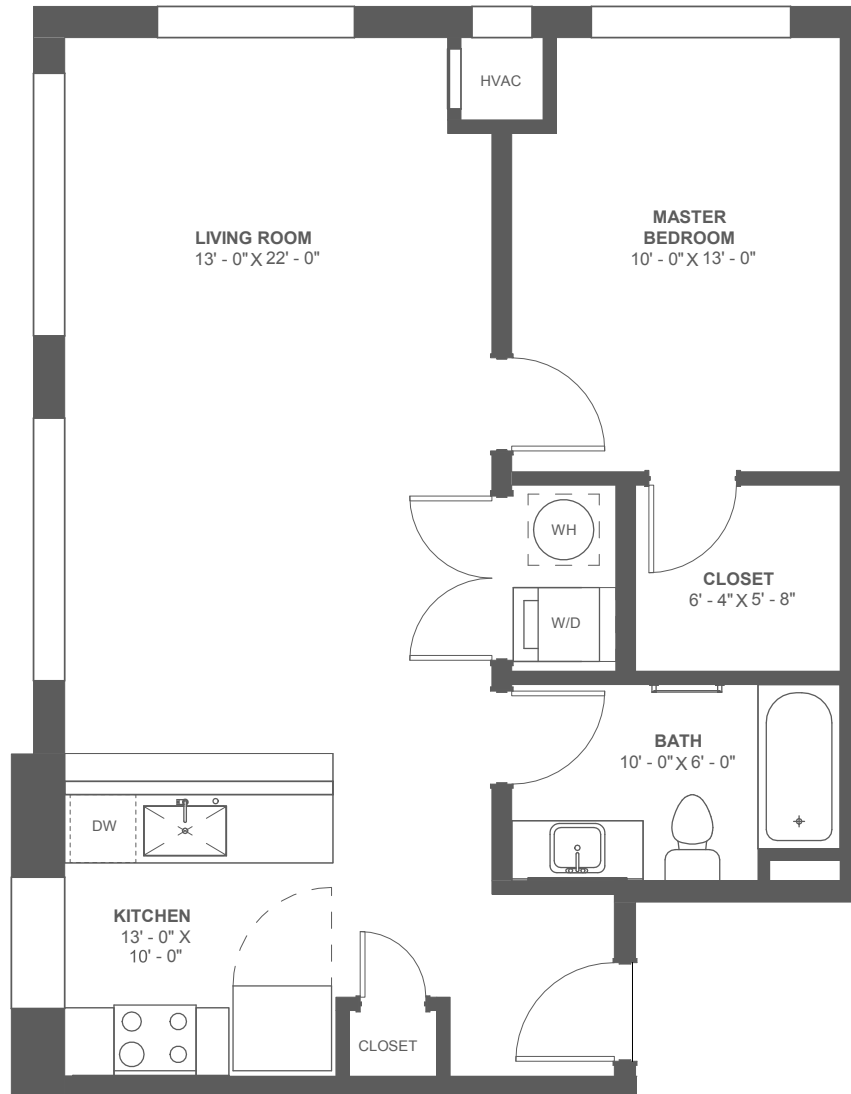 HVAC
LIVING ROOM
13' - 0" X 22' - 0"
MASTER
BEDROOM
10' - 0" X 13' - 0"
WH
W/D
CLOSET
6' - 4" X 5' - 8"
BATH
10' - 0" X 6' - 0"
DW
KITCHEN
13' - 0" X
10' - 0"
CLOSET